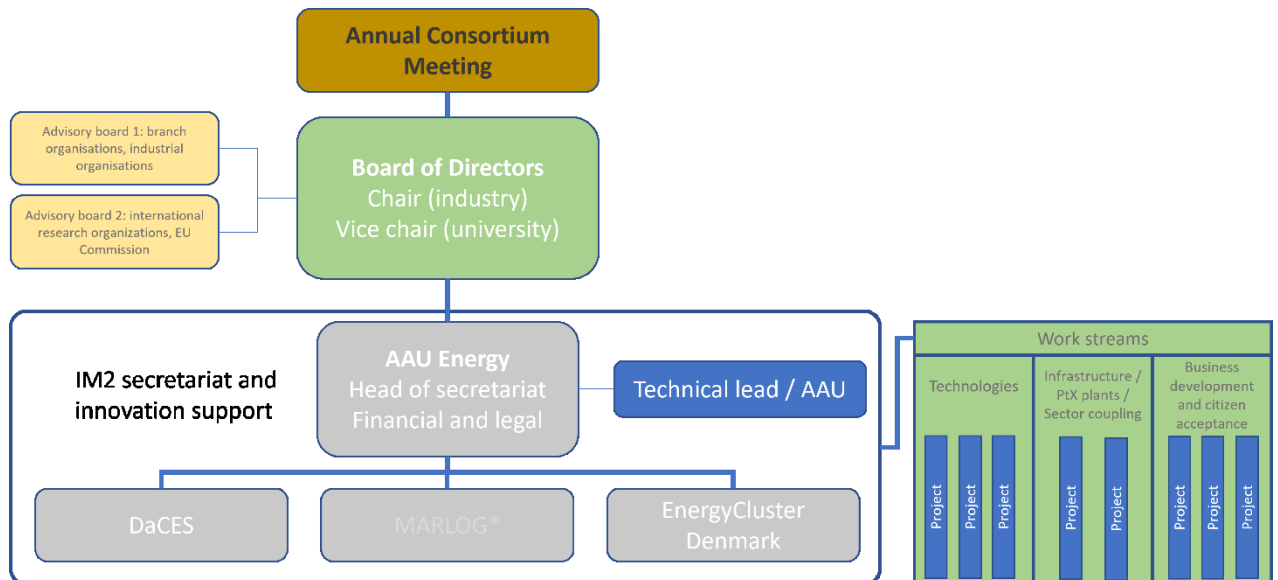 Annual Consortium
Meeting
Advisory board 1: branch
organisations, industrial
organisations
Advisory board 2: international
research organizations, EU
Commission
Board of Directors
Chair (industry)
Vice chair (university)
IM2 secretariat and
innovation support
AAU Energy
Head of secretariat
Financial and legal
Technical lead / AAU
DaCES
MARLOG*
EnergyCluster
Denmark
Work streams
Technologies
Infrastructure /
PtX plants /
Sector coupling
Business
development
and citizen
acceptance
Project
Project
Project
Project
Project
Project
Project
Project